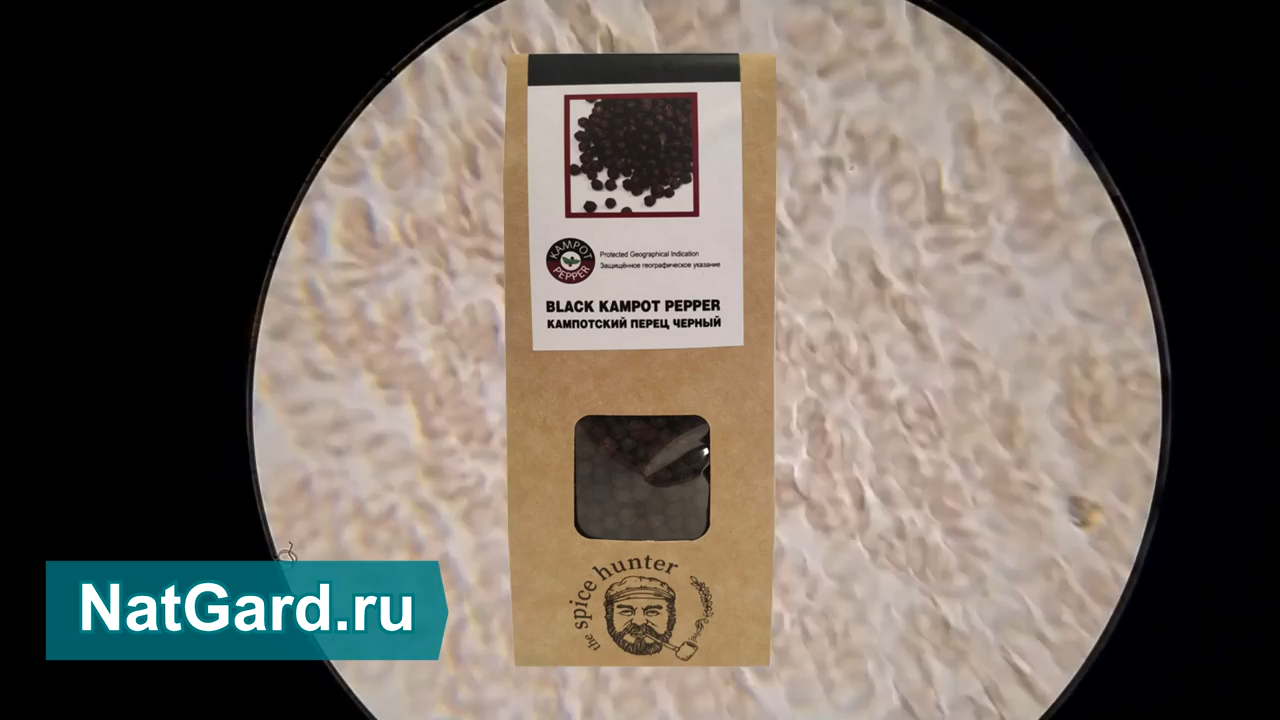 KAMPOT
PEPPER
Protected Geographical Indication
Защищённое географическое указание
BLACK KAMPOT PEPPER
КАМПОТСКИЙ ПЕРЕЦ ЧЕРНЫЙ
the spice hunter
NatGard.ru